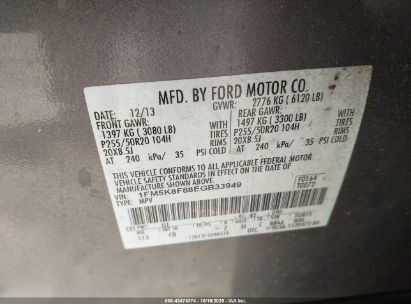 MFD. BY FORD MOTOR CO.
DATE: 12/13 GVWR: 2776 KG ( 6120 LB)
FRONT GAWR: REAR GAWR:
1397 KG ( 3080 LB) 1497 KG ( 3300 LB)
P255/50R20 104H TIRES P255/50R20 104H TIRES
20X8.5J RIMS 20X8.5J RIMS
AT 240 kPa/ 35 PSI COLD AT 240 kPa/ 35 PSI COLD
THIS VEHICLE CONFORMS TO ALL APPLICABLE FEDERAL MOTOR
VEHICLE SAFETY STANDARDS IN EFFECT ON THE DATE OF
MANUFACTURE SHOWN ABOVE.
VIN: 1FM5K8F88EGB33949 F0164
TYPE: MPV T0072
113